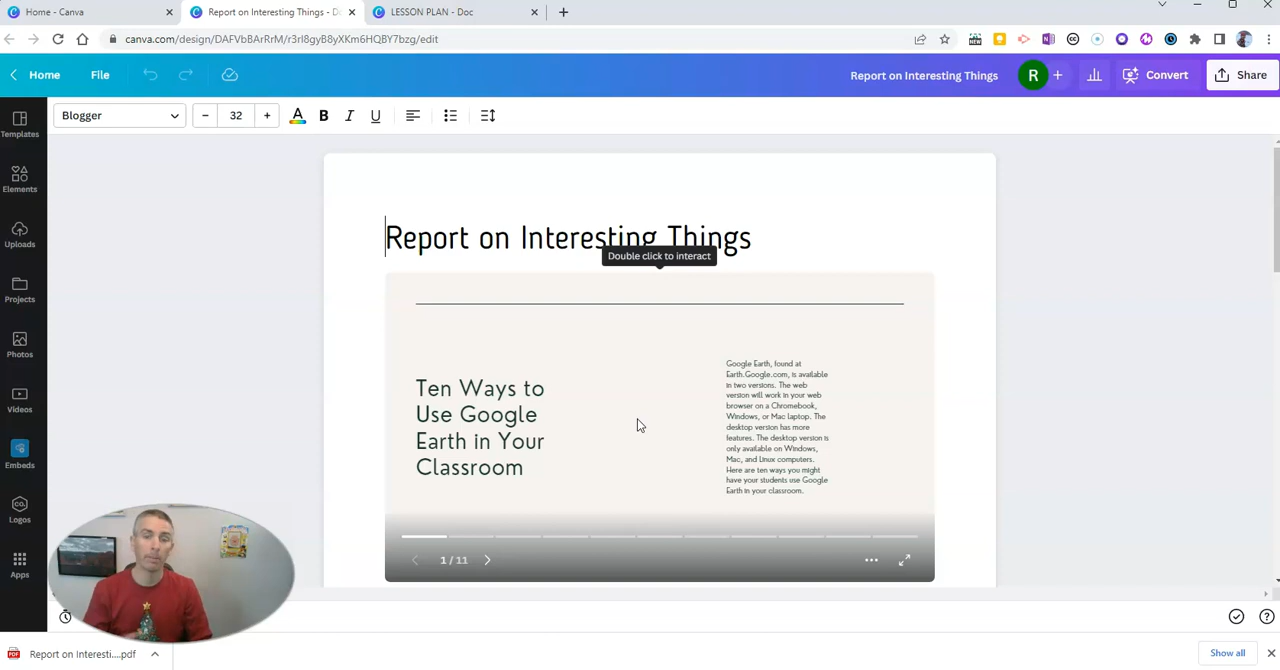 Home - Canva
Report on Interesting Things - D
LESSON PLAN - Doc
canva.com/design/DAFVbBArRrM/r3rl8gyB8yXKm6HQBY7bzg/edit
Home
File
Report on Interesting Things
R
Convert
Share
Blogger
32
B
I
U
Templates
Elements
Uploads
Projects
Photos
Videos
Embeds
CO.
Logos
Apps
Report on Interesting Things
Double click to interact
Ten Ways to
Use Google
Earth in Your
Classroom
Google Earth, found at
Earth.Google.com, is available
in two versions. The web
version will work in your web
browser on a Chromebook,
Windows, or Mac laptop. The
desktop version has more
features. The desktop version is
only available on Windows,
Mac, and Linux computers.
Here are ten ways you might
have your students use Google
Earth in your classroom.
1 / 11
Report on Interesti....pdf
Show all